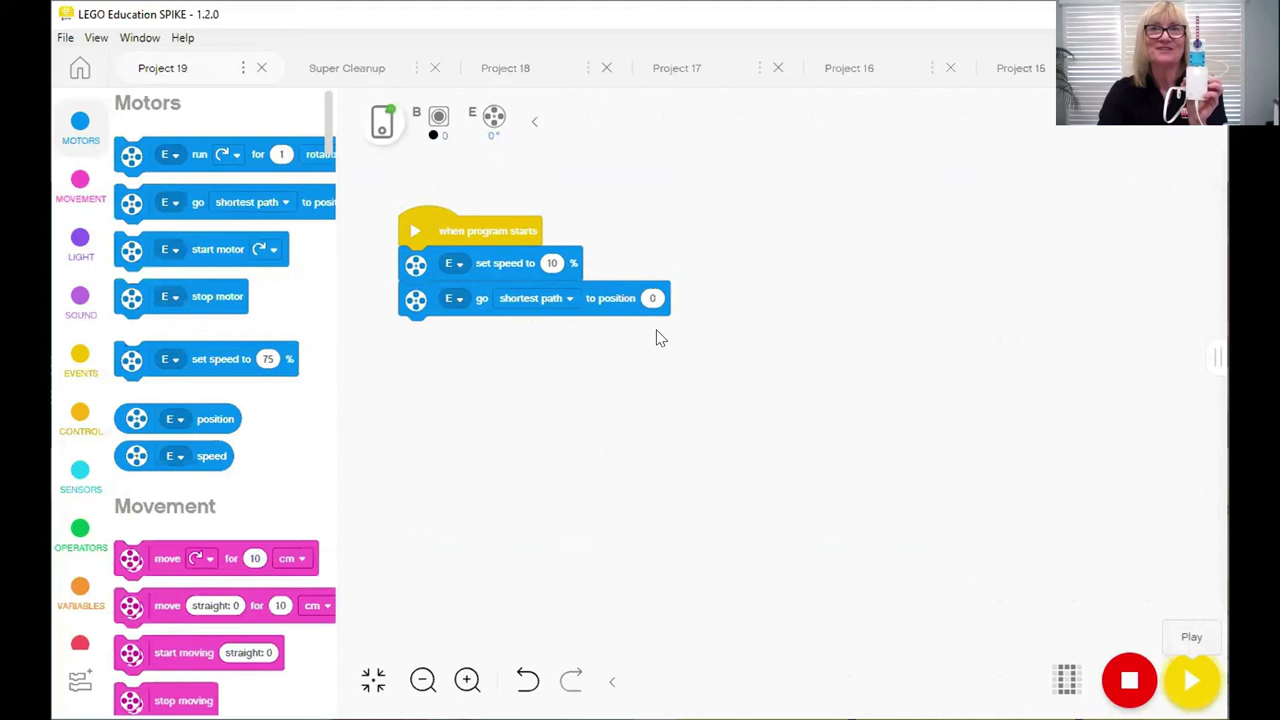 LEGO Education SPIKE - 1.2.0
File View Window Help
Project 19 Super Cleanup Project 18 Project 17 Project 16 Project 15
MOTORS
MOVEMENT
LIGHT
SOUND
EVENTS
CONTROL
SENSORS
OPERATORS
VARIABLES
Motors
E run for 1 rotati
E go shortest path to posi
E start motor
E stop motor
E set speed to 75 %
E position
E speed
Movement
move for 10 cm
move straight: 0 for 10 cm
start moving straight: 0
stop moving
B 0 E 0°
when program starts
E set speed to 10 %
E go shortest path to position 0
Play